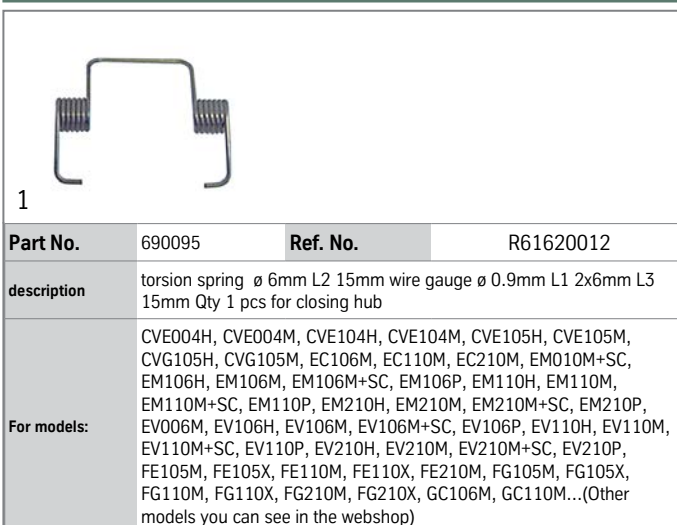 1
Part No. 690095 Ref. No. R61620012
description torsion spring ø 6mm L2 15mm wire gauge ø 0.9mm L1 2x6mm L3
15mm Qty 1 pcs for closing hub
CVE004H, CVE004M, CVE104H, CVE104M, CVE105H, CVE105M,
CVG105H, CVG105M, EC106M, EC110M, EC210M, EM010M+SC,
EM106H, EM106M, EM106M+SC, EM106P, EM110H, EM110M,
EM110M+SC, EM110P, EM210H, EM210M, EM210M+SC, EM210P,
For models: EV006M, EV106H, EV106M, EV106M+SC, EV106P, EV110H, EV110M,
EV110M+SC, EV110P, EV210H, EV210M, EV210M+SC, EV210P,
FE105M, FE105X, FE110M, FE110X, FE210M, FG105M, FG105X,
FG110M, FG110X, FG210M, FG210X, GC106M, GC110M...(Other
models you can see in the webshop)